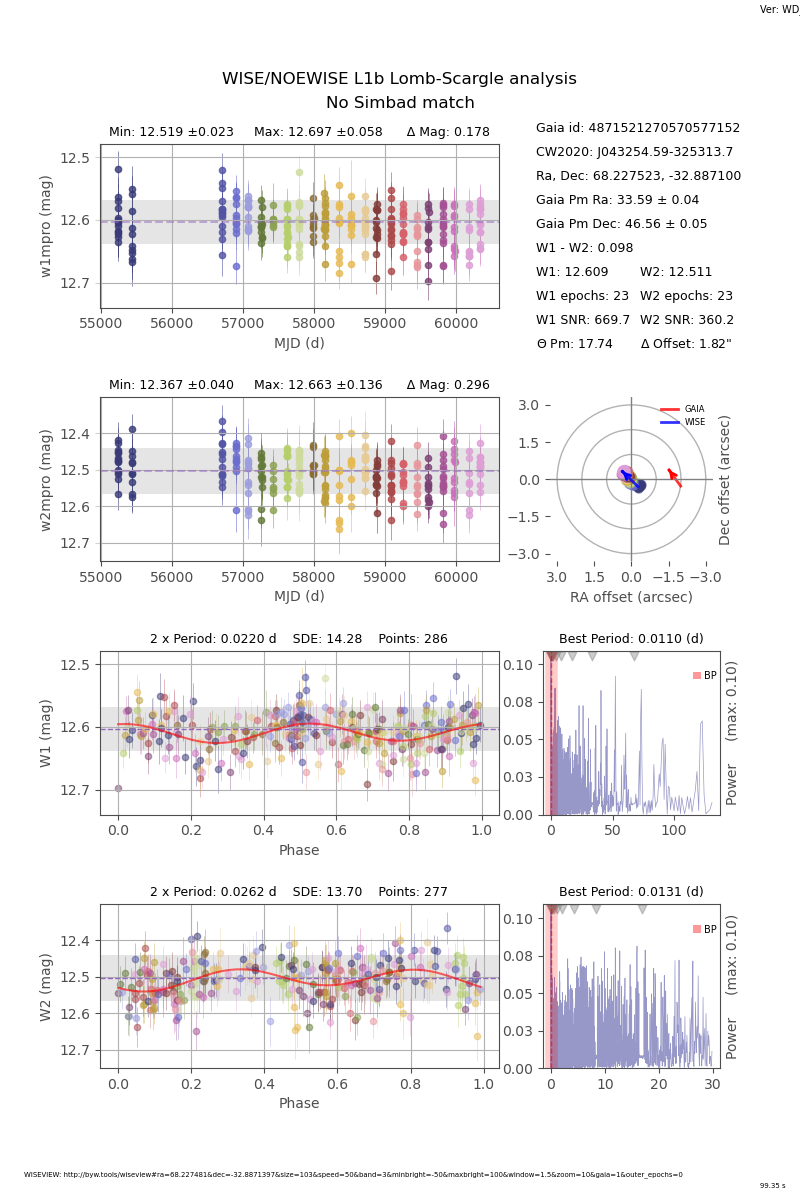 Ver: WD
WISE/NOEWISE L1b Lomb-Scargle analysis
No Simbad match
Min: 12.519 ±0.023 Max: 12.697 ±0.058 Δ Mag: 0.178
12.5
12.6
12.7
w1mpro (mag)
55000 56000 57000 58000 59000 60000
MJD (d)
Gaia id: 4871521270570577152
CW2020: J043254.59-325313.7
Ra, Dec: 68.227523, -32.887100
Gaia Pm Ra: 33.59 ± 0.04
Gaia Pm Dec: 46.56 ± 0.05
W1 - W2: 0.098
W1: 12.609 W2: 12.511
W1 epochs: 23 W2 epochs: 23
W1 SNR: 669.7 W2 SNR: 360.2
Θ Pm: 17.74 Δ Offset: 1.82"
Min: 12.367 ±0.040 Max: 12.663 ±0.136 Δ Mag: 0.296
12.4
12.5
12.6
12.7
w2mpro (mag)
55000 56000 57000 58000 59000 60000
MJD (d)
GAIA
WISE
3.0
1.5
0.0
−1.5
−3.0
Dec offset (arcsec)
3.0 1.5 0.0 −1.5 −3.0
RA offset (arcsec)
2 x Period: 0.0220 d SDE: 14.28 Points: 286
12.5
12.6
12.7
W1 (mag)
0.0 0.2 0.4 0.6 0.8 1.0
Phase
Best Period: 0.0110 (d)
BP
0.10
0.08
0.05
0.03
0.00
Power (max: 0.10)
0 50 100
2 x Period: 0.0262 d SDE: 13.70 Points: 277
12.4
12.5
12.6
12.7
W2 (mag)
0.0 0.2 0.4 0.6 0.8 1.0
Phase
Best Period: 0.0131 (d)
BP
0.10
0.08
0.05
0.03
0.00
Power (max: 0.10)
0 10 20 30
WISEVIEW: http://byw.tools/wiseview#ra=68.227481&dec=-32.8871397&size=103&speed=50&band=3&minbright=-50&maxbright=100&window=1.5&zoom=10&gaia=1&outer_epochs=0
99.35 s